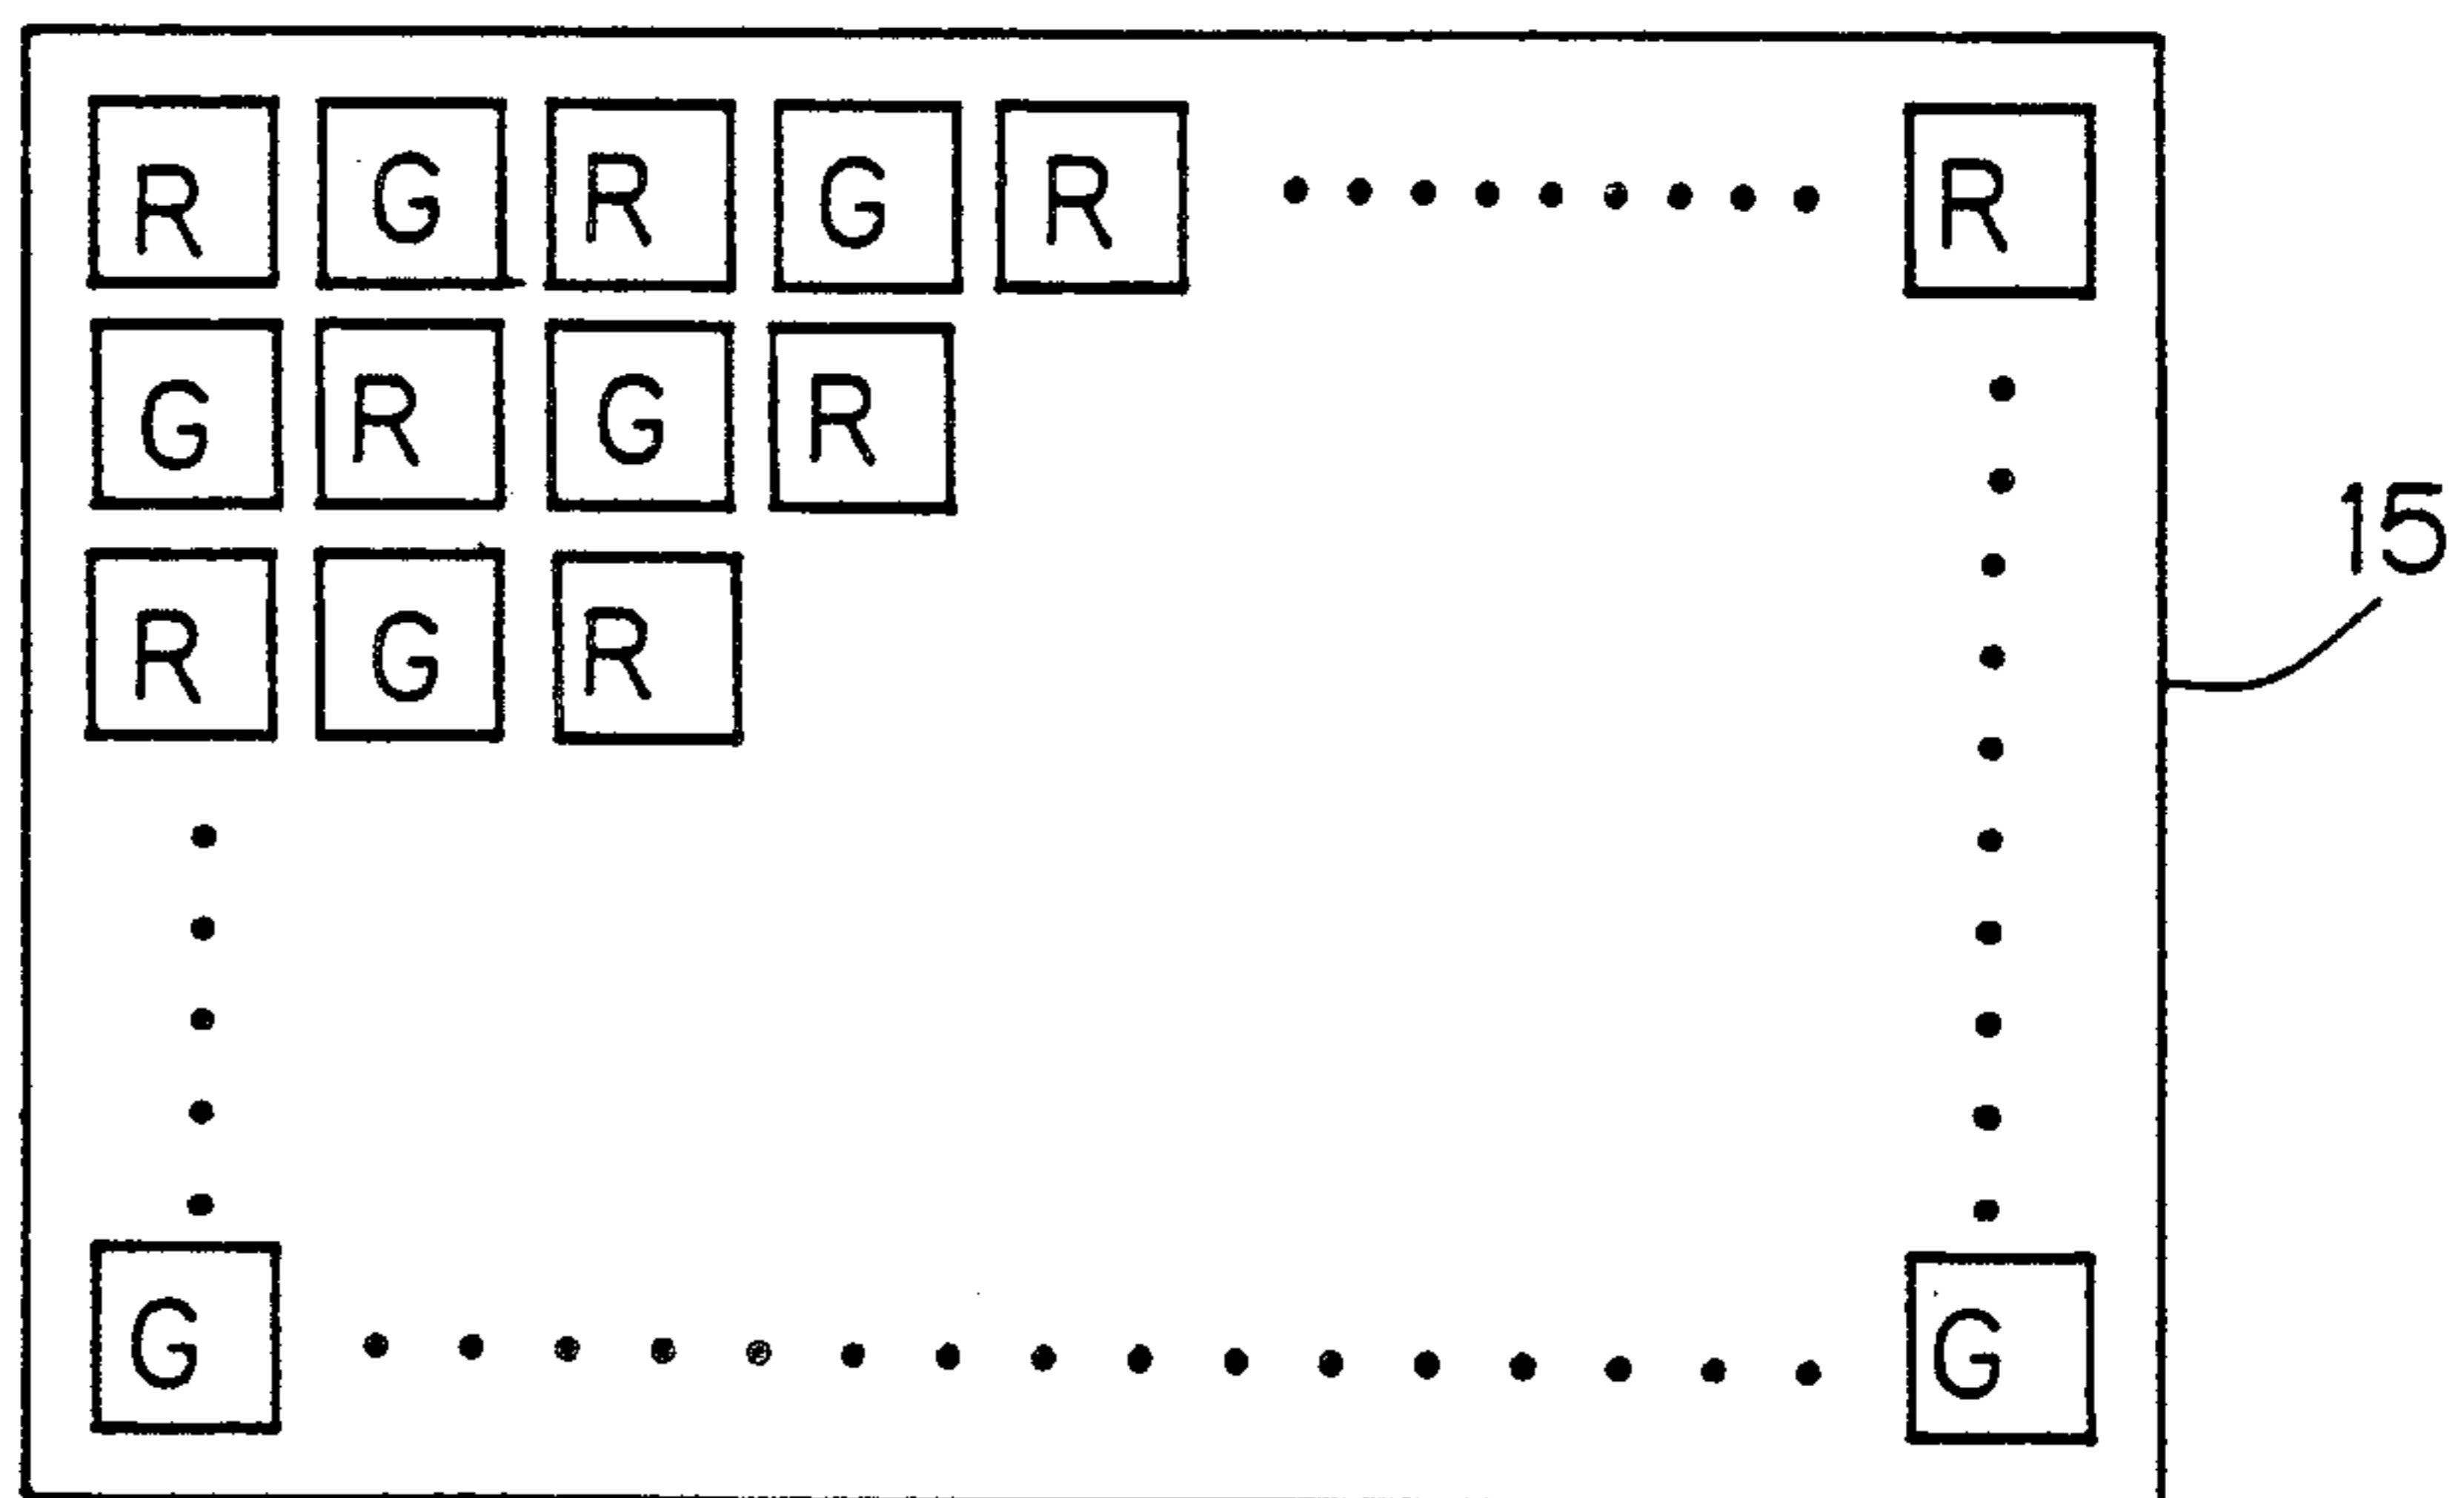 R G R G R ......... R
G R G R
15
R G R
G ................ G